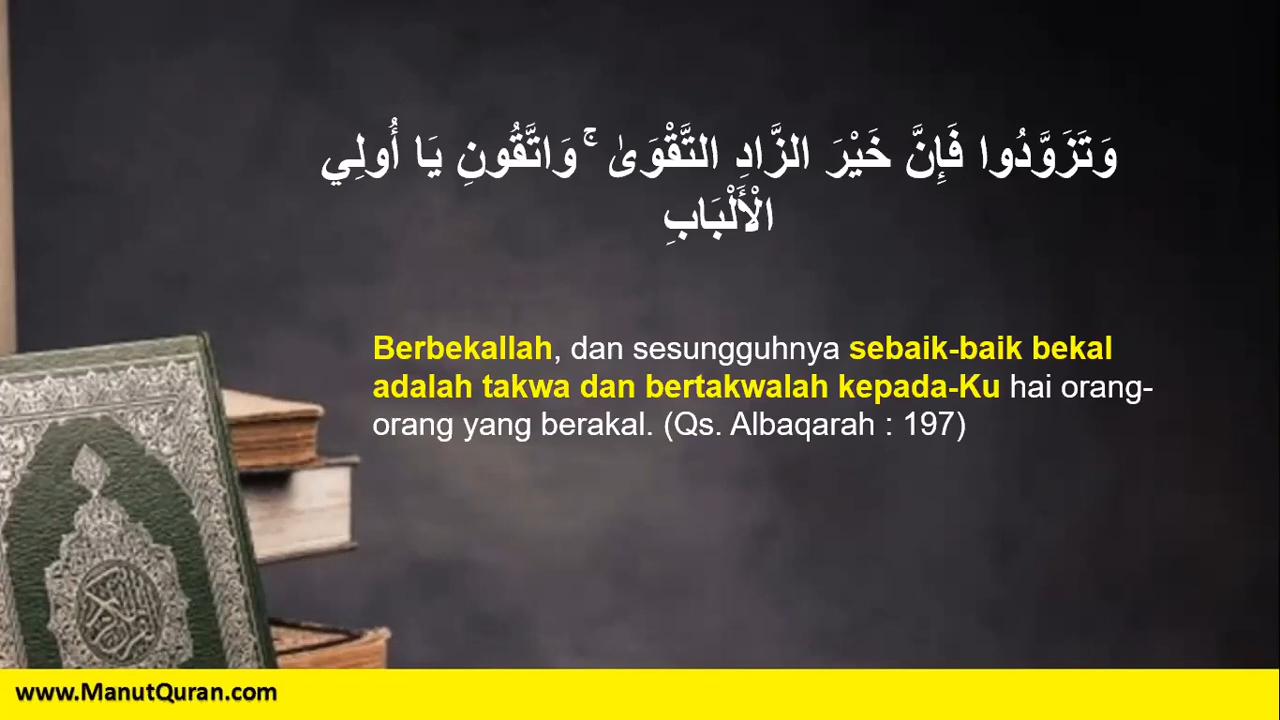 وَتَزَوَّدُوا فَإِنَّ خَيْرَ الزَّادِ التَّقْوَىٰ ۚ وَاتَّقُونِ يَا أُولِي
الْأَلْبَابِ
Berbekallah, dan sesungguhnya sebaik-baik bekal
adalah takwa dan bertakwalah kepada-Ku hai orang-
orang yang berakal. (Qs. Albaqarah : 197)
www.ManutQuran.com